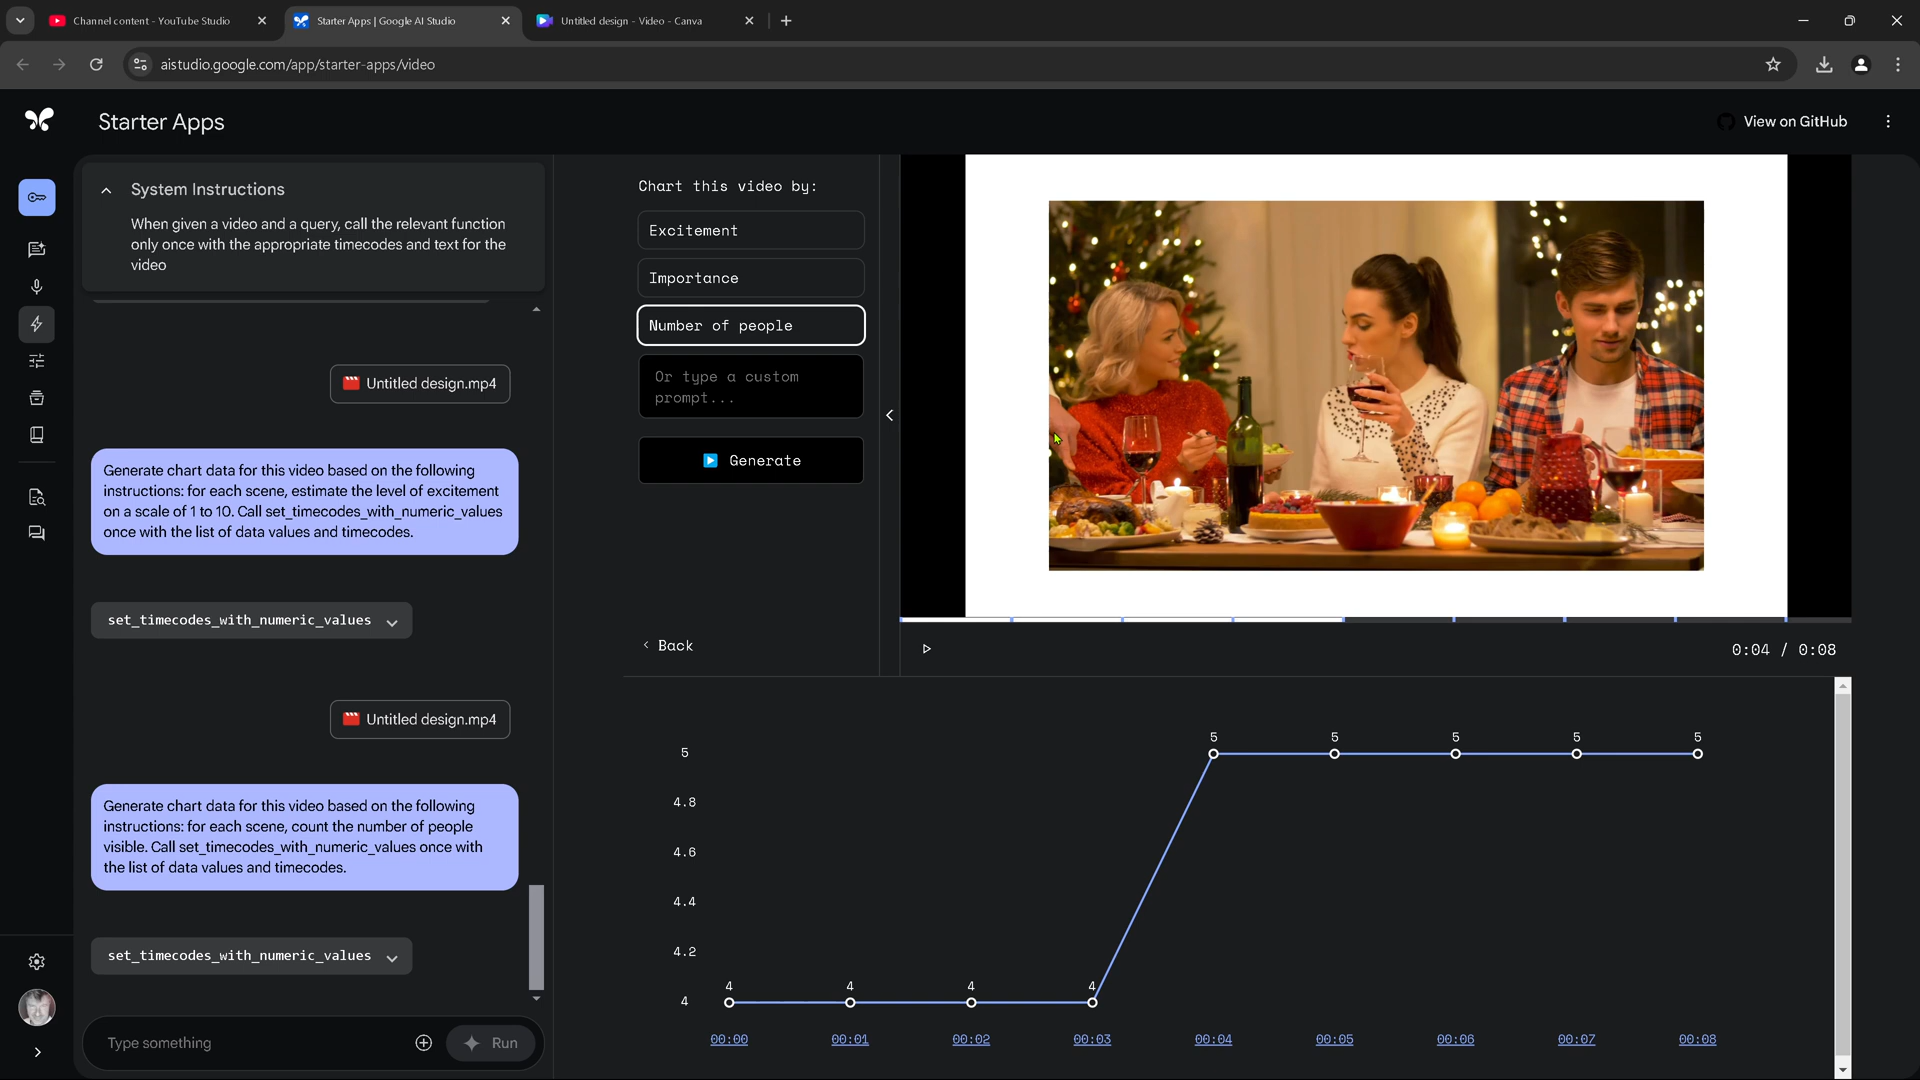 Channel content - YouTube Studio
Starter Apps | Google AI Studio
Untitled design - Video - Canva
aistudio.google.com/app/starter-apps/video
Starter Apps
View on GitHub
System Instructions
When given a video and a query, call the relevant function
only once with the appropriate timecodes and text for the
video
Untitled design.mp4
Generate chart data for this video based on the following
instructions: for each scene, estimate the level of excitement
on a scale of 1 to 10. Call set_timecodes_with_numeric_values
once with the list of data values and timecodes.
set_timecodes_with_numeric_values
Untitled design.mp4
Generate chart data for this video based on the following
instructions: for each scene, count the number of people
visible. Call set_timecodes_with_numeric_values once with
the list of data values and timecodes.
set_timecodes_with_numeric_values
Type something
Run
Chart this video by:
Excitement
Importance
Number of people
Or type a custom
prompt...
Generate
Back
0:04 / 0:08
5
4.8
4.6
4.4
4.2
4
4 4 4 4 5 5 5 5 5
00:00 00:01 00:02 00:03 00:04 00:05 00:06 00:07 00:08